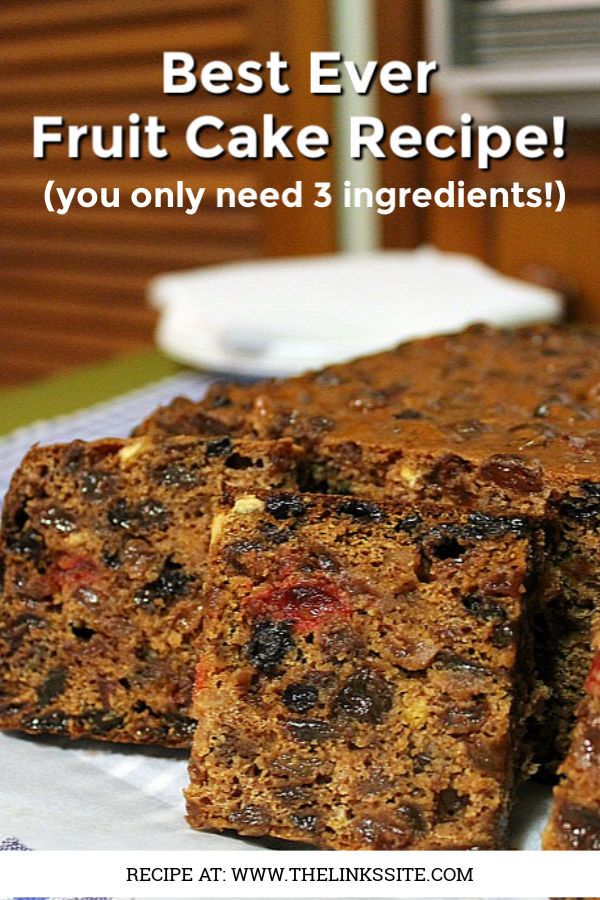 Best Ever
Fruit Cake Recipe!
(you only need 3 ingredients!)
RECIPE AT: WWW.THELINKSSITE.COM